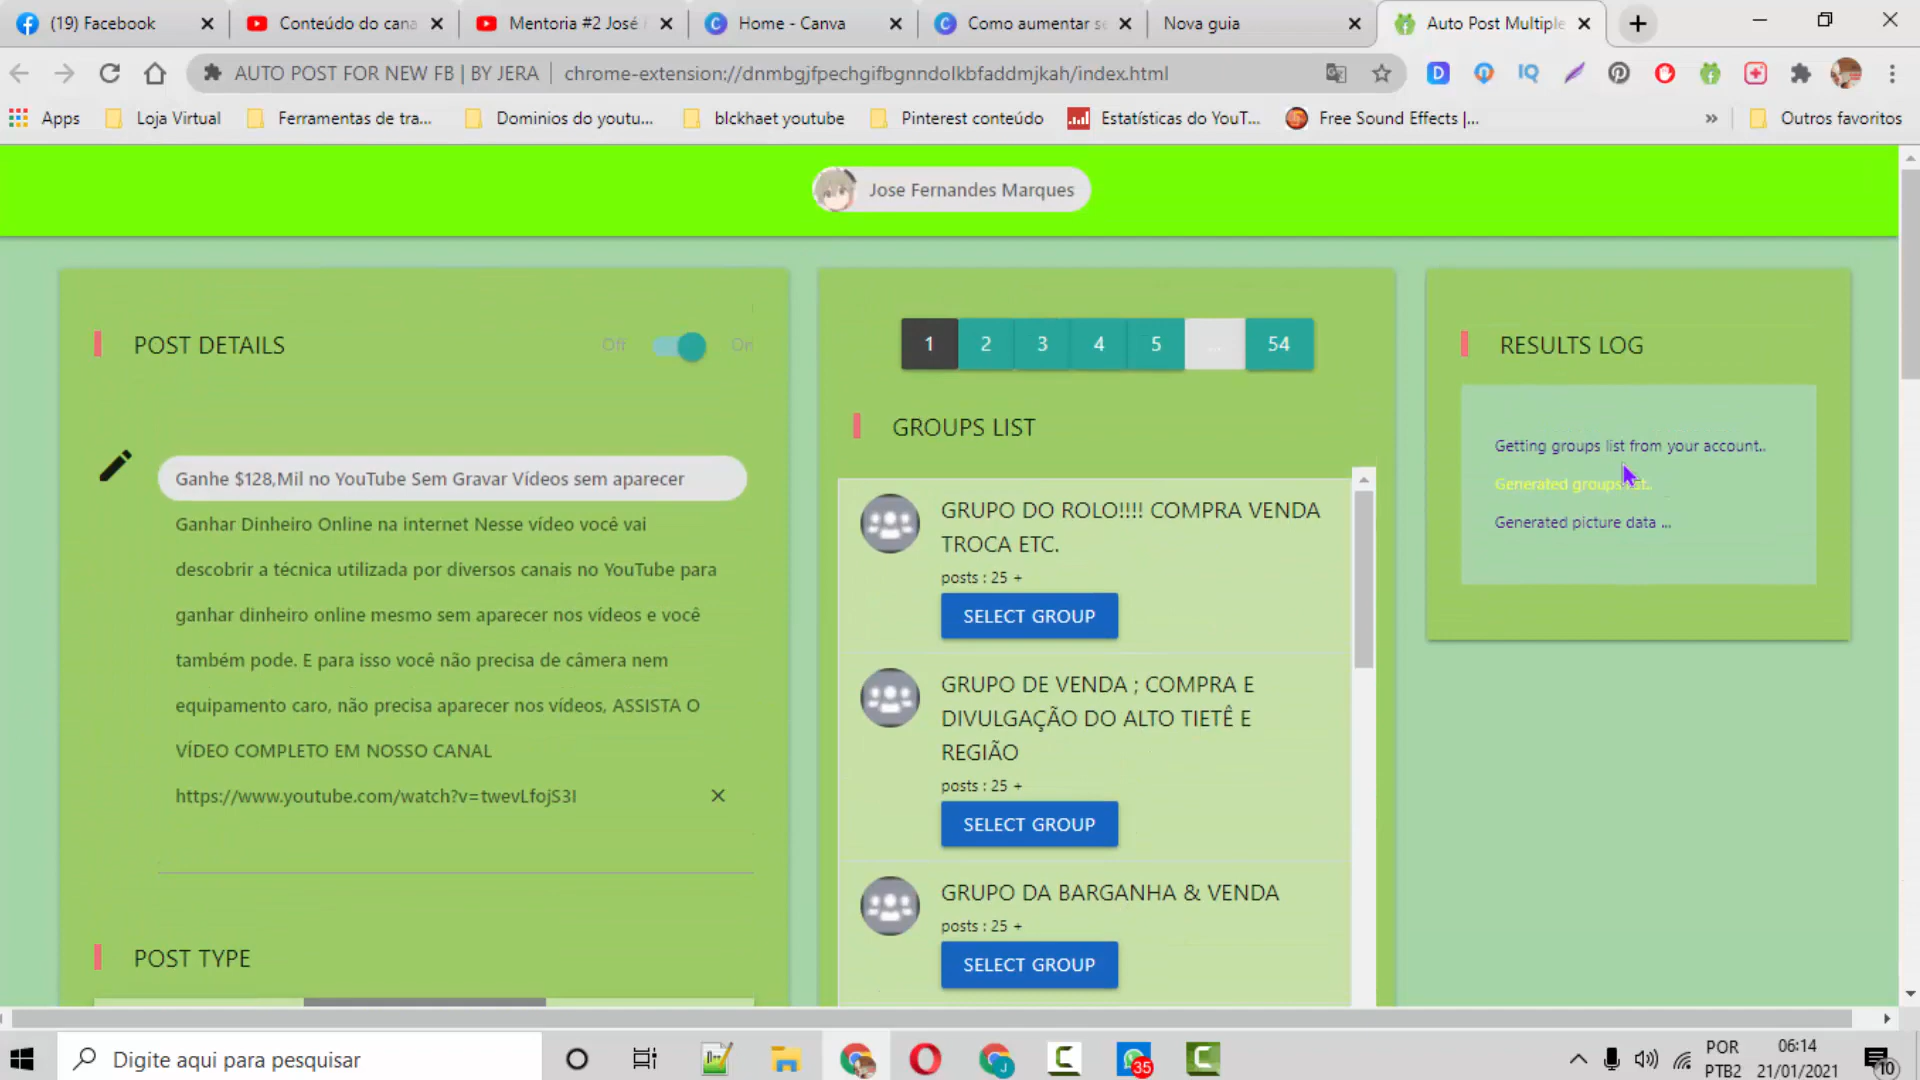 (19) Facebook
Conteúdo do cana
Mentoria #2 José
Home - Canva
Como aumentar se
Nova guia
Auto Post Multiple
AUTO POST FOR NEW FB | BY JERA
chrome-extension://dnmbgjfpechgifbgnndolkbfaddmjkah/index.html
Apps
Loja Virtual
Ferramentas de tra...
Dominios do youtu...
blckhaet youtube
Pinterest conteúdo
Estatísticas do YouT...
Free Sound Effects |...
»
Outros favoritos
Jose Fernandes Marques
POST DETAILS
Off
On
Ganhe $128,Mil no YouTube Sem Gravar Vídeos sem aparecer
Ganhar Dinheiro Online na internet Nesse vídeo você vai
descobrir a técnica utilizada por diversos canais no YouTube para
ganhar dinheiro online mesmo sem aparecer nos vídeos e você
também pode. E para isso você não precisa de câmera nem
equipamento caro, não precisa aparecer nos vídeos, ASSISTA O
VÍDEO COMPLETO EM NOSSO CANAL
https://www.youtube.com/watch?v=twevLfojS3I
POST TYPE
1 2 3 4 5 ... 54
GROUPS LIST
GRUPO DO ROLO!!!! COMPRA VENDA
TROCA ETC.
posts : 25 +
SELECT GROUP
GRUPO DE VENDA ; COMPRA E
DIVULGAÇÃO DO ALTO TIETÊ E
REGIÃO
posts : 25 +
SELECT GROUP
GRUPO DA BARGANHA & VENDA
posts : 25 +
SELECT GROUP
RESULTS LOG
Getting groups list from your account..
Generated groups list..
Generated picture data ...
Digite aqui para pesquisar
35
POR
PTB2
06:14
21/01/2021
10